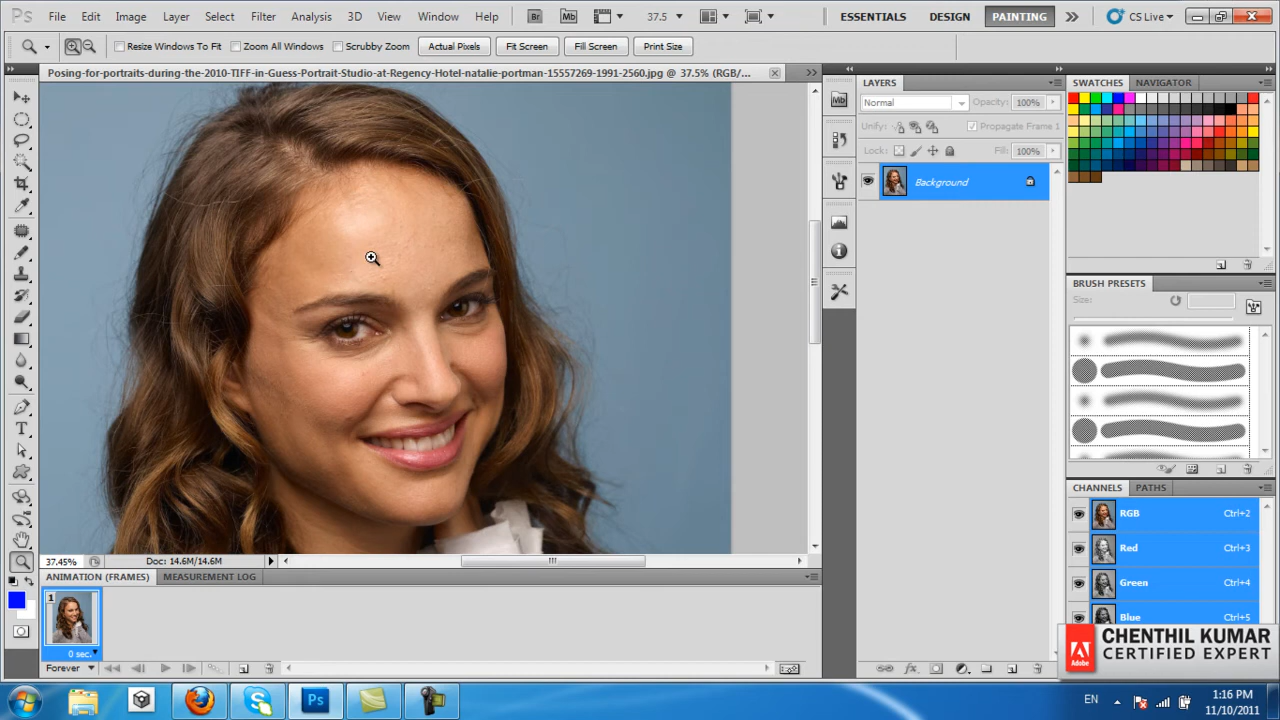 Ps File Edit Image Layer Select Filter Analysis 3D View Window Help Br Mb 37.5 ESSENTIALS DESIGN PAINTING CS Live
Resize Windows To Fit Zoom All Windows Scrubby Zoom Actual Pixels Fit Screen Fill Screen Print Size
Posing-for-portraits-during-the-2010-TIFF-in-Guess-Portrait-Studio-at-Regency-Hotel-natalie-portman-15557269-1991-2560.jpg @ 37.5% (RGB/...
Mb
LAYERS
Normal Opacity: 100%
Unify: Propagate Frame 1
Lock: Fill: 100%
Background
SWATCHES NAVIGATOR
BRUSH PRESETS
Size:
CHANNELS PATHS
RGB Ctrl+2
Red Ctrl+3
Green Ctrl+4
Blue Ctrl+5
37.45% Doc: 14.6M/14.6M
ANIMATION (FRAMES) MEASUREMENT LOG
1
0 sec.
Forever
Adobe
CHENTHIL KUMAR
CERTIFIED EXPERT
Ps
EN
1:16 PM
11/10/2011